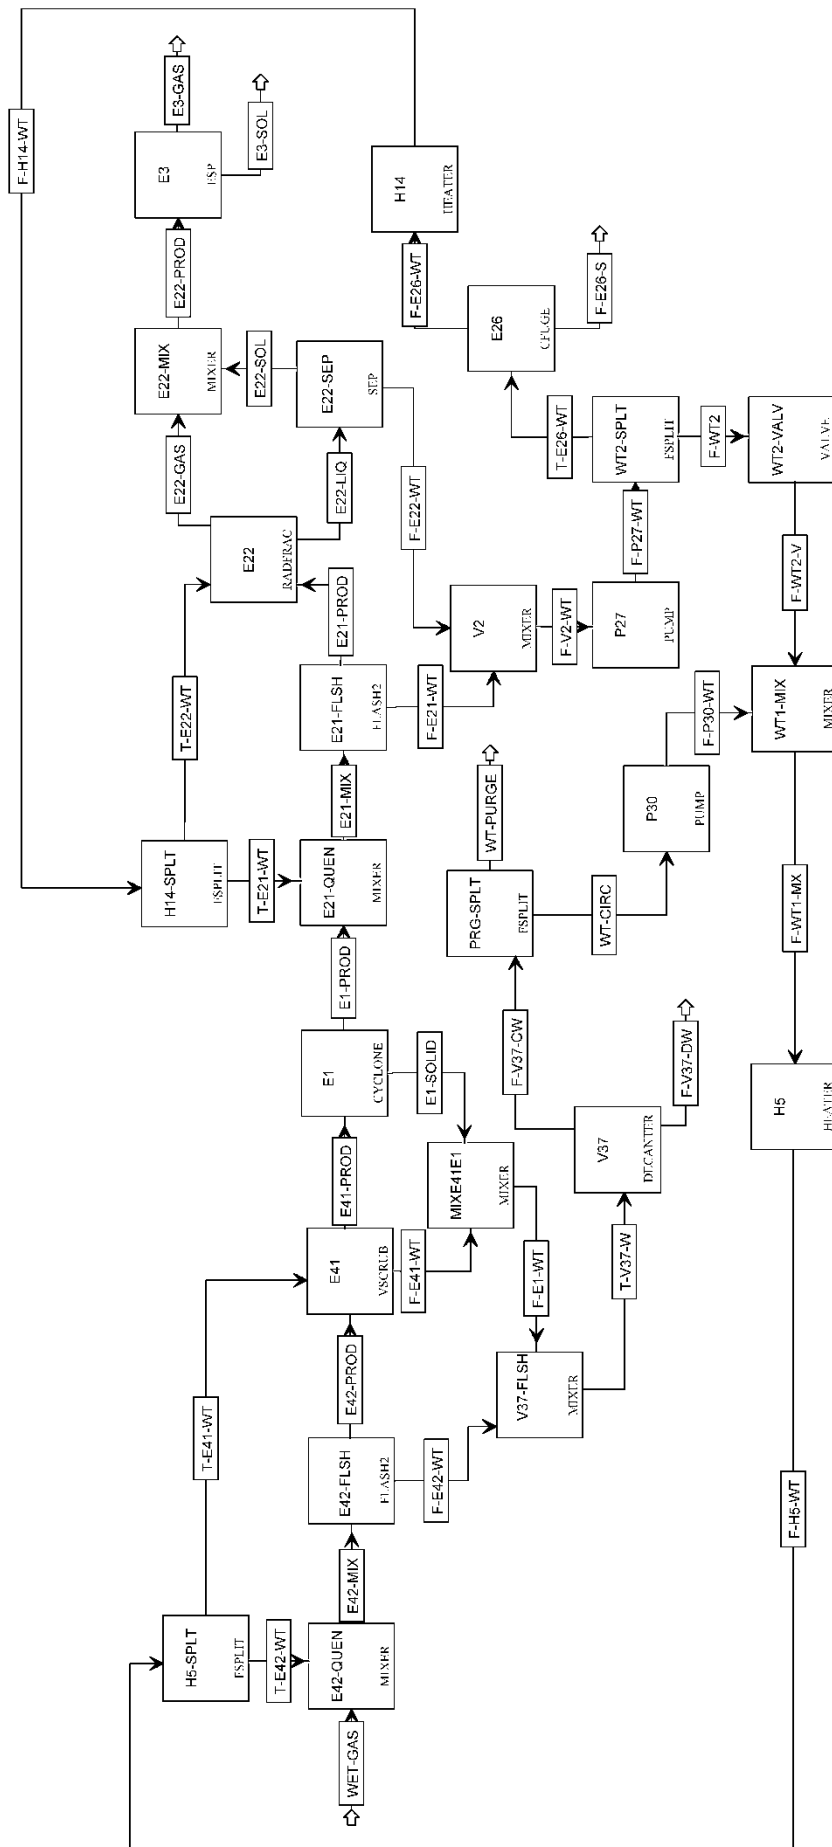 F-H14-WT
T-E41-WT
T-E22-WT
E22-GAS
E22-MIX
MIXER
E22-PROD
E3
ESP
E3-GAS
E3-SOL
H5-SPLT
FSPLIT
H14-SPLT
FSPLIT
E22-SOL
T-E42-WT
T-E21-WT
E22
RADFRAC
E22-LIQ
E22-SEP
SEP
WET-GAS
E42-QUEN
MIXER
E42-MIX
E42-FLSH
FLASH2
E42-PROD
E41
VSCRUB
E41-PROD
E1
CYCLONE
E1-PROD
E21-QUEN
MIXER
E21-MIX
E21-FLSH
FLASH2
E21-PROD
F-E22-WT
H14
HEATER
F-E42-WT
F-E41-WT
E1-SOLID
F-E21-WT
F-E26-WT
MIXE41E1
MIXER
V2
MIXER
E26
CFUGE
PRG-SPLT
FSPLIT
WT-PURGE
V37-FLSH
MIXER
F-E1-WT
F-V37-CW
F-V2-WT
T-E26-WT
F-E26-S
WT-CIRC
T-V37-W
V37
DECANTER
P27
PUMP
F-P27-WT
WT2-SPLT
FSPLIT
F-V37-DW
P30
PUMP
F-P30-WT
F-WT2
F-H5-WT
H5
HEATER
F-WT1-MX
WT1-MIX
MIXER
F-WT2-V
WT2-VALV
VALVE